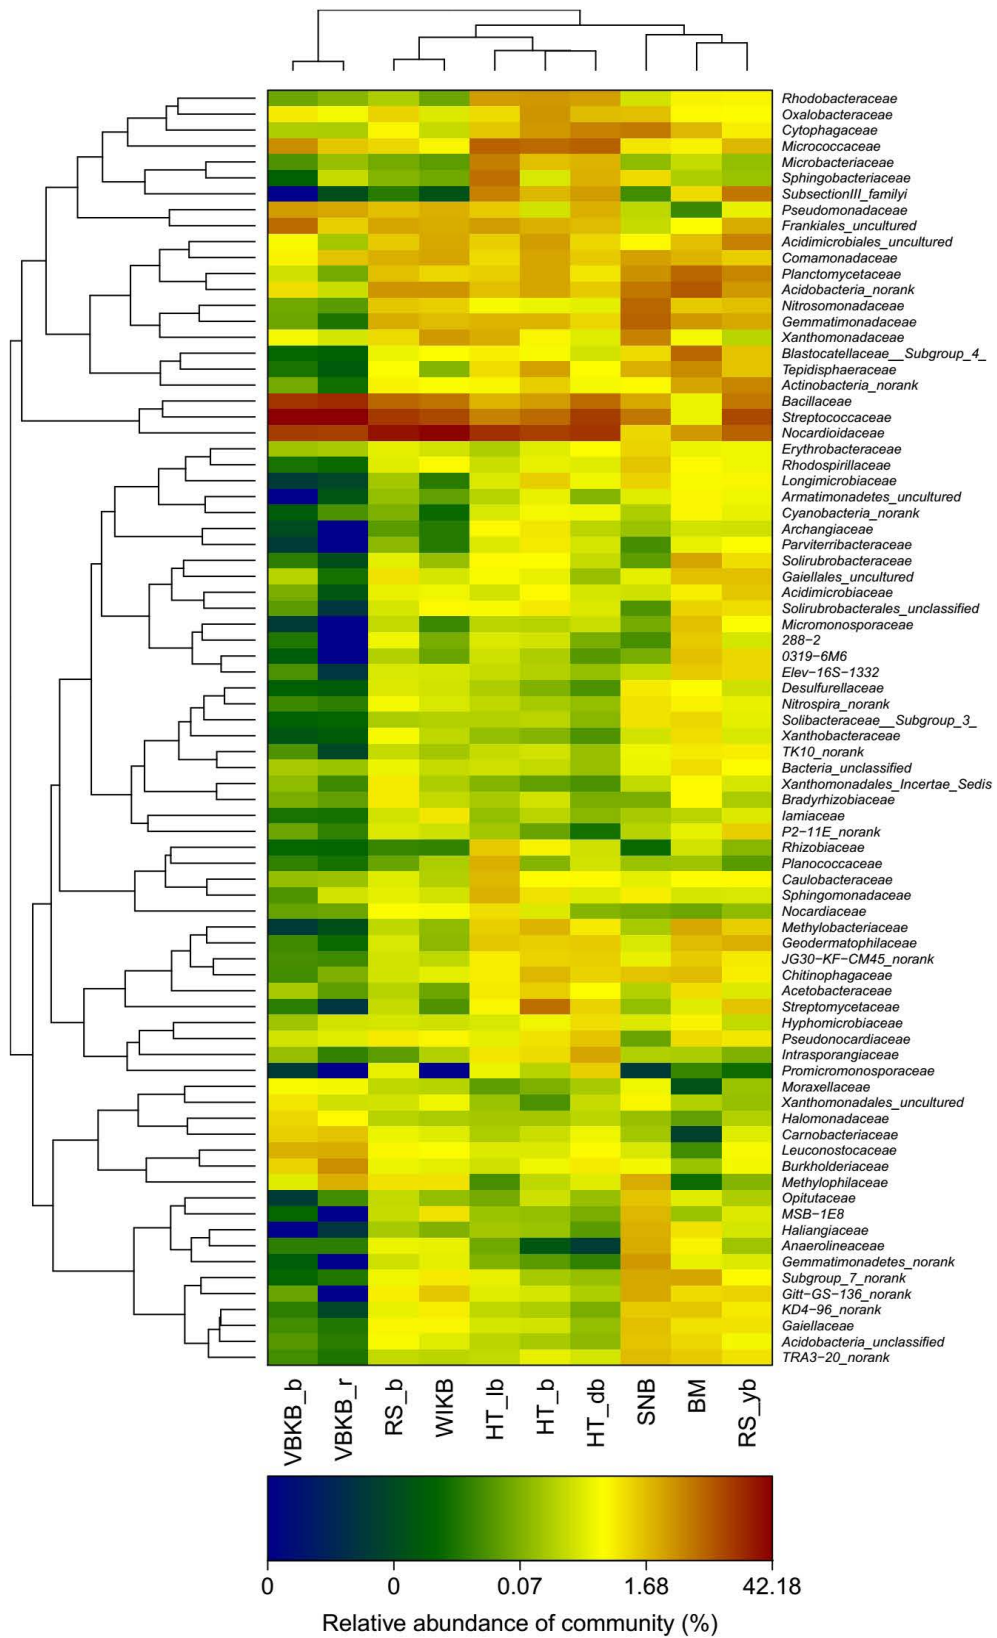 Rhodobacteraceae
Oxalobacteraceae
Cytophagaceae
Micrococcaceae
Microbacteriaceae
Sphingobacteriaceae
SubsectionIII_familyi
Pseudomonadaceae
Frankiales_uncultured
Acidimicrobiales_uncultured
Comamonadaceae
Planctomycetaceae
Acidobacteria_norank
Nitrosomonadaceae
Gemmatimonadaceae
Xanthomonadaceae
Blastocatellaceae__Subgroup_4_
Tepidisphaeraceae
Actinobacteria_norank
Bacillaceae
Streptococcaceae
Nocardioidaceae
Erythrobacteraceae
Rhodospirillaceae
Longimicrobiaceae
Armatimonadetes_uncultured
Cyanobacteria_norank
Archangiaceae
Parviterribacteraceae
Solirubrobacteraceae
Gaiellales_uncultured
Acidimicrobiaceae
Solirubrobacterales_unclassified
Micromonosporaceae
288−2
0319−6M6
Elev−16S−1332
Desulfurellaceae
Nitrospira_norank
Solibacteraceae__Subgroup_3_
Xanthobacteraceae
TK10_norank
Bacteria_unclassified
Xanthomonadales_Incertae_Sedis
Bradyrhizobiaceae
Iamiaceae
P2−11E_norank
Rhizobiaceae
Planococcaceae
Caulobacteraceae
Sphingomonadaceae
Nocardiaceae
Methylobacteriaceae
Geodermatophilaceae
JG30−KF−CM45_norank
Chitinophagaceae
Acetobacteraceae
Streptomycetaceae
Hyphomicrobiaceae
Pseudonocardiaceae
Intrasporangiaceae
Promicromonosporaceae
Moraxellaceae
Xanthomonadales_uncultured
Halomonadaceae
Carnobacteriaceae
Leuconostocaceae
Burkholderiaceae
Methylophilaceae
Opitutaceae
MSB−1E8
Haliangiaceae
Anaerolineaceae
Gemmatimonadetes_norank
Subgroup_7_norank
Gitt−GS−136_norank
KD4−96_norank
Gaiellaceae
Acidobacteria_unclassified
TRA3−20_norank
VBKB_b
VBKB_r
RS_b
WIKB
HT_lb
HT_b
HT_db
SNB
BM
RS_yb
0 0 0.07 1.68 42.18
Relative abundance of community (%)